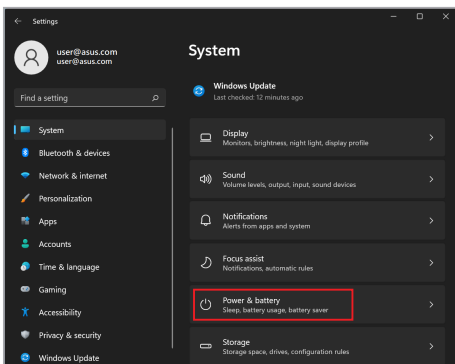 Settings
user@asus.com
user@asus.com
Find a setting
System
Bluetooth & devices
Network & internet
Personalization
Apps
Accounts
Time & language
Gaming
Accessibility
Privacy & security
Windows Update
System
Windows Update
Last checked: 12 minutes ago
Display
Monitors, brightness, night light, display profile
Sound
Volume levels, output, input, sound devices
Notifications
Alerts from apps and system
Focus assist
Notifications, automatic rules
Power & battery
Sleep, battery usage, battery saver
Storage
Storage space, drives, configuration rules